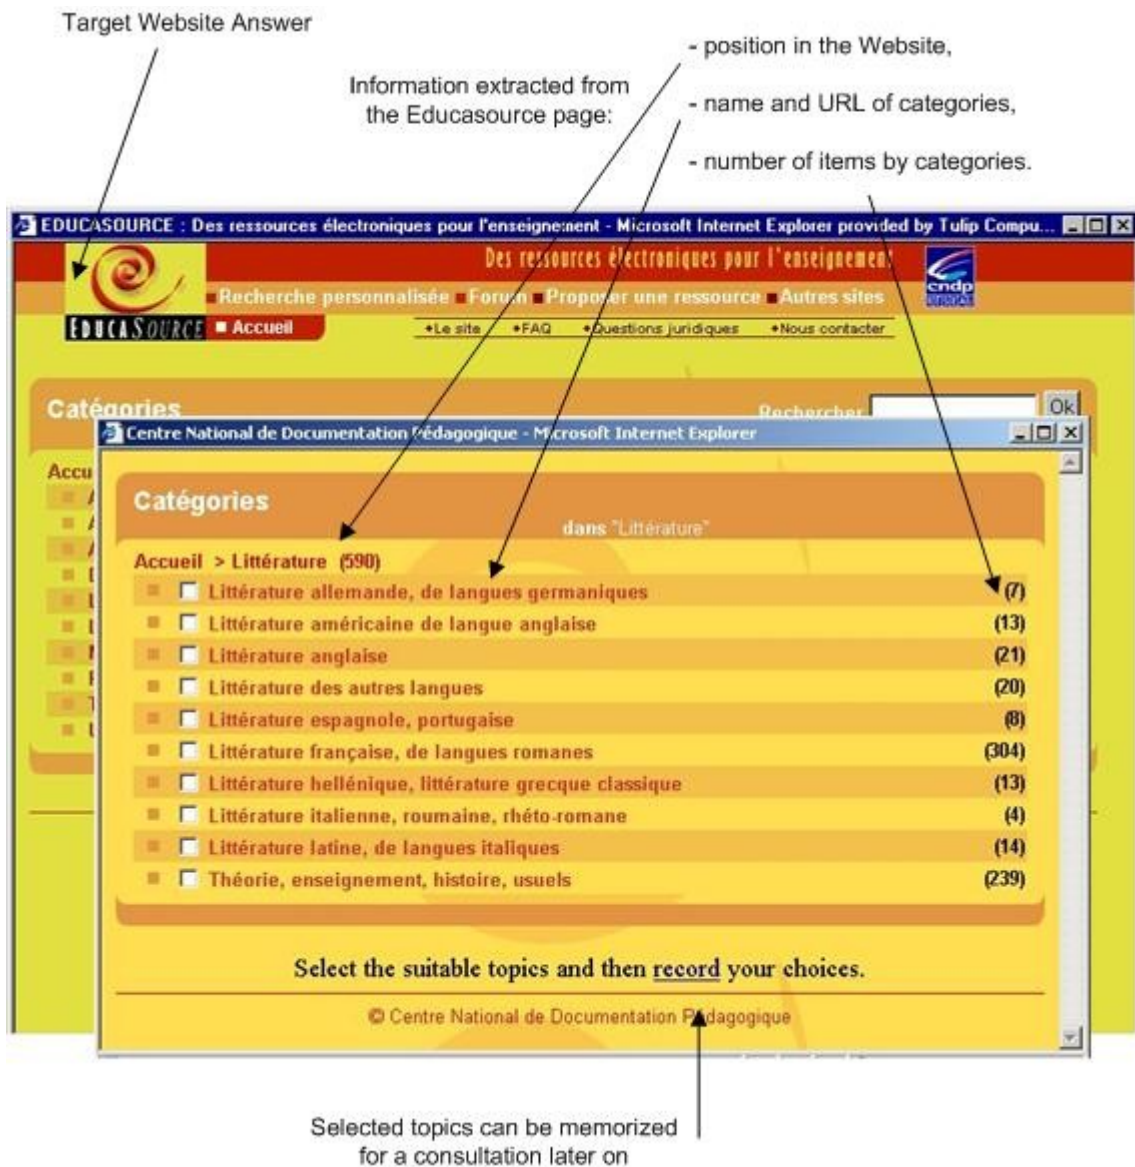 Target Website Answer
Information extracted from
the Educasource page:
- position in the Website,
- name and URL of categories,
- number of items by categories.
EDUCASOURCE : Des ressources électroniques pour l'enseignement - Microsoft Internet Explorer provided by Tulip Compu...
Des ressources électroniques pour l'enseignement
cndp
Recherche personnalisée Forum Proposer une ressource Autres sites
EDUCASOURCE Accueil
Le site FAQ Questions juridiques Nous contacter
Catégories
Rechercher Ok
Centre National de Documentation Pédagogique - Microsoft Internet Explorer
Catégories
dans "Littérature"
Accueil > Littérature (590)
Littérature allemande, de langues germaniques (7)
Littérature américaine de langue anglaise (13)
Littérature anglaise (21)
Littérature des autres langues (20)
Littérature espagnole, portugaise (8)
Littérature française, de langues romanes (304)
Littérature hellénique, littérature grecque classique (13)
Littérature italienne, roumaine, rhéto-romane (4)
Littérature latine, de langues italiques (14)
Théorie, enseignement, histoire, usuels (239)
Select the suitable topics and then record your choices.
© Centre National de Documentation Pédagogique
Selected topics can be memorized
for a consultation later on